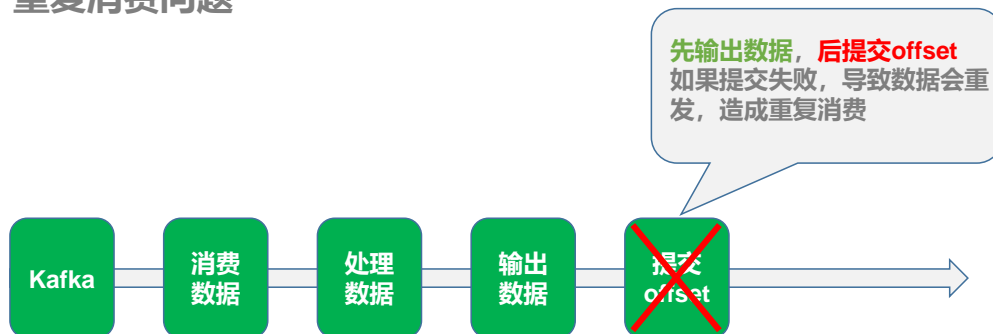 重复消费问题
先输出数据，后提交offset
如果提交失败，导致数据会重
发，造成重复消费
Kafka
消费
数据
处理
数据
输出
数据
提交
offset